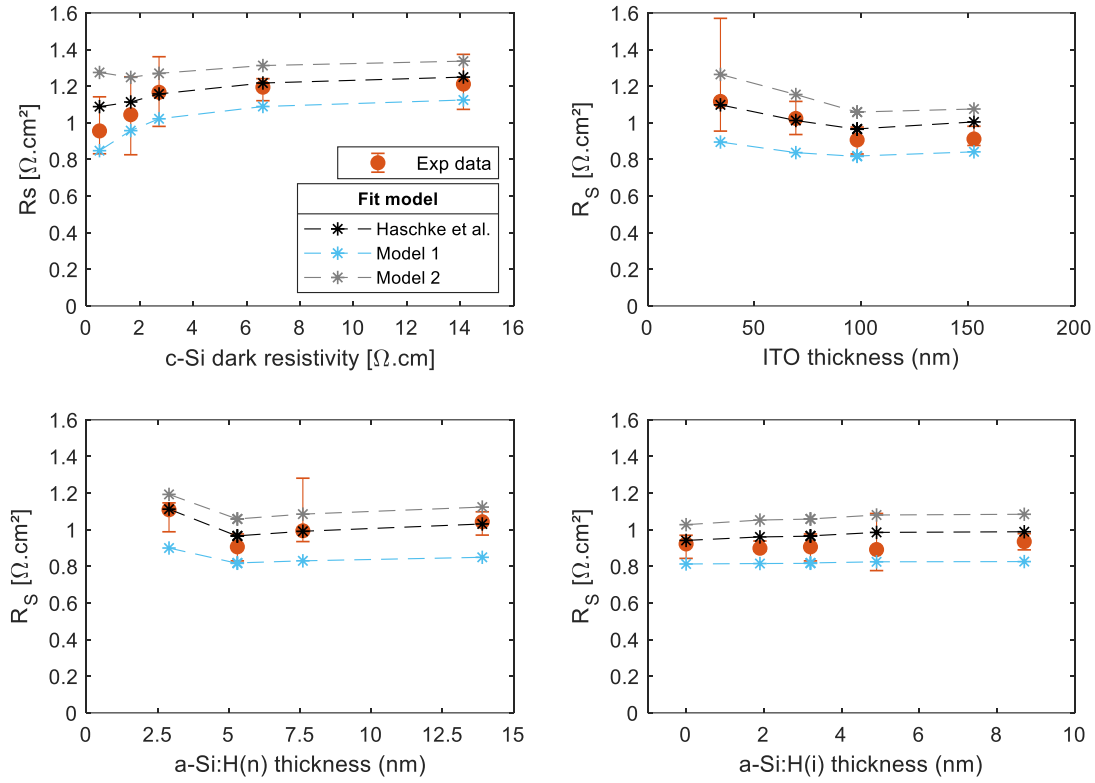 1.6
1.4
1.2
1
0.8
0.6
0.4
0.2
0
Rs [Ω.cm²]
0 2 4 6 8 10 12 14 16
c-Si dark resistivity [Ω.cm]
Exp data
Fit model
Haschke et al.
Model 1
Model 2
1.6
1.4
1.2
1
0.8
0.6
0.4
0.2
0
R_S [Ω.cm²]
0 50 100 150 200
ITO thickness (nm)
1.6
1.4
1.2
1
0.8
0.6
0.4
0.2
0
R_S [Ω.cm²]
0 2.5 5 7.5 10 12.5 15
a-Si:H(n) thickness (nm)
1.6
1.4
1.2
1
0.8
0.6
0.4
0.2
0
R_S [Ω.cm²]
0 2 4 6 8 10
a-Si:H(i) thickness (nm)